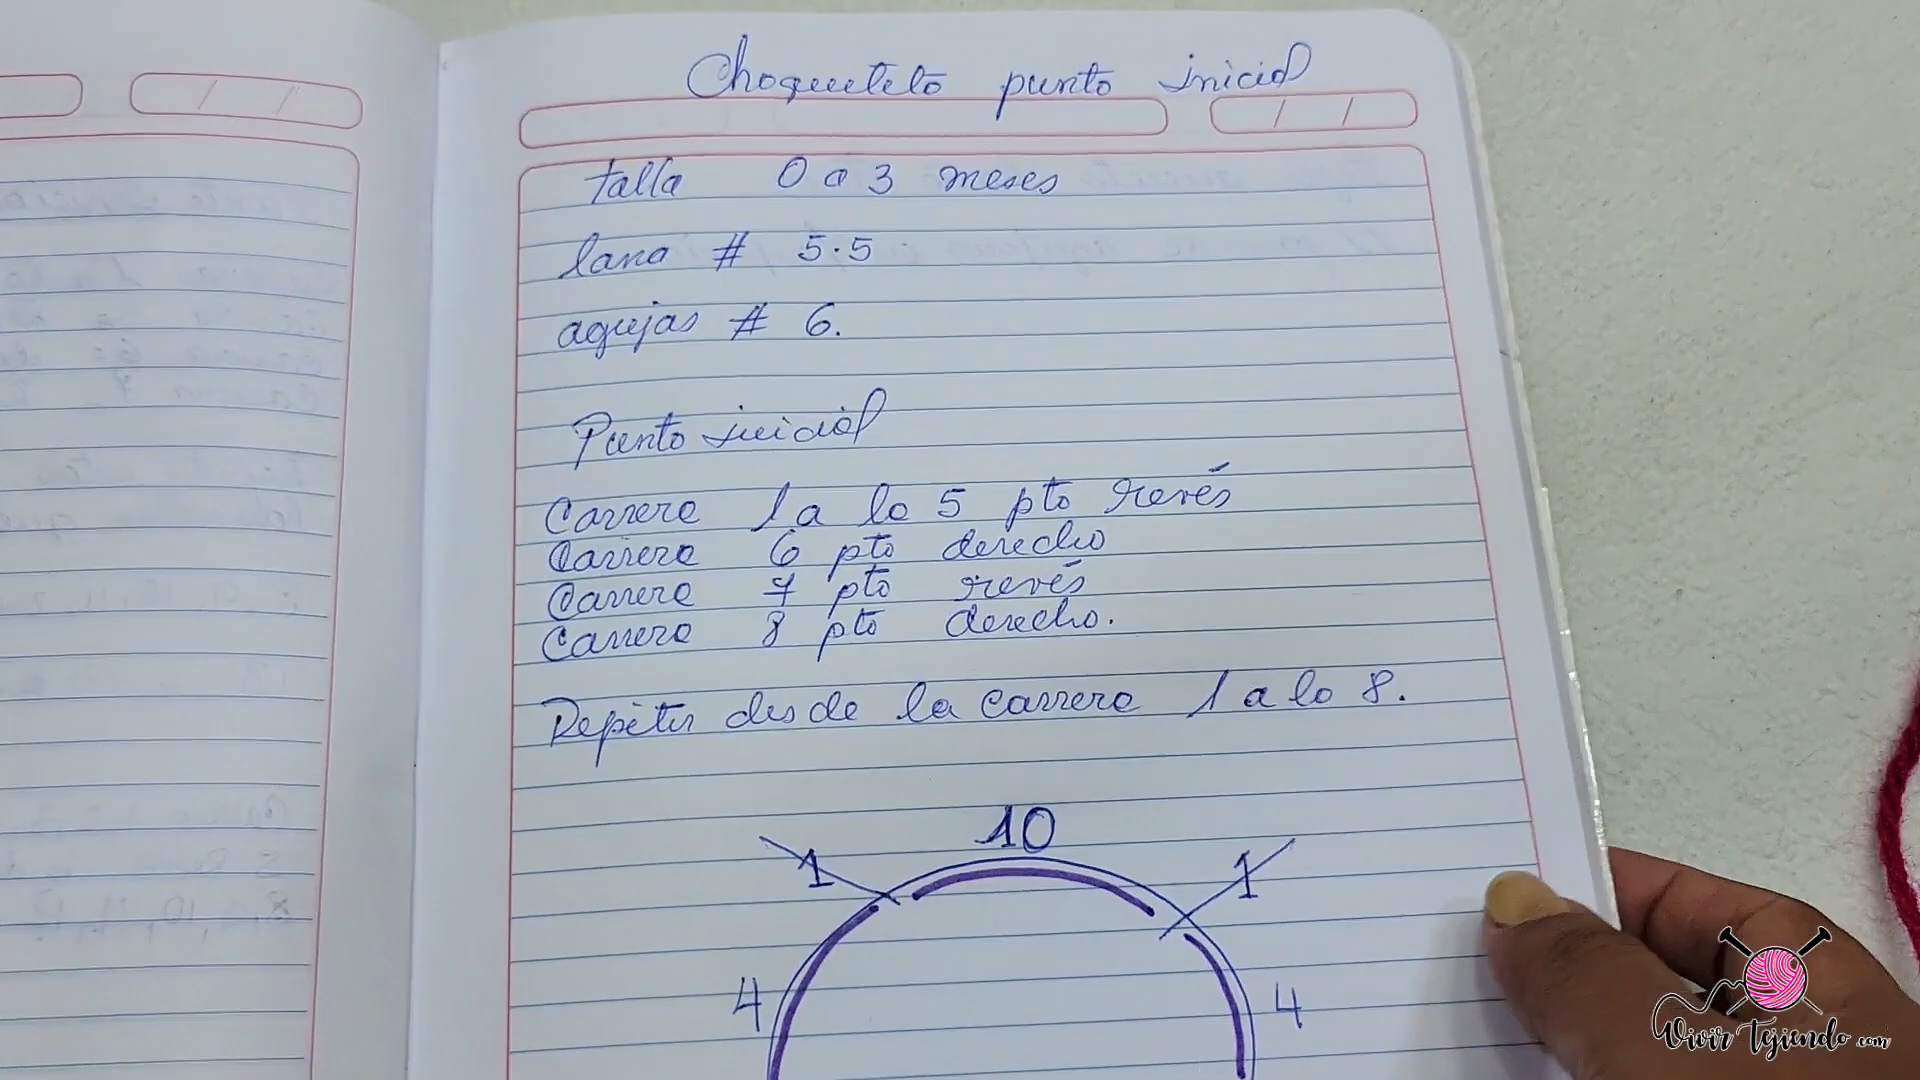 Choquetito punto inicial
talla 0 a 3 meses
lana # 5.5
agujas # 6.
Punto inicial
Carrera 1 a la 5 pto revés
Carrera 6 pto derecho
Carrera 7 pto revés
Carrera 8 pto derecho.
Repetir desde la carrera 1 a la 8.
10
1 1
4 4
Vivir Tejiendo.com